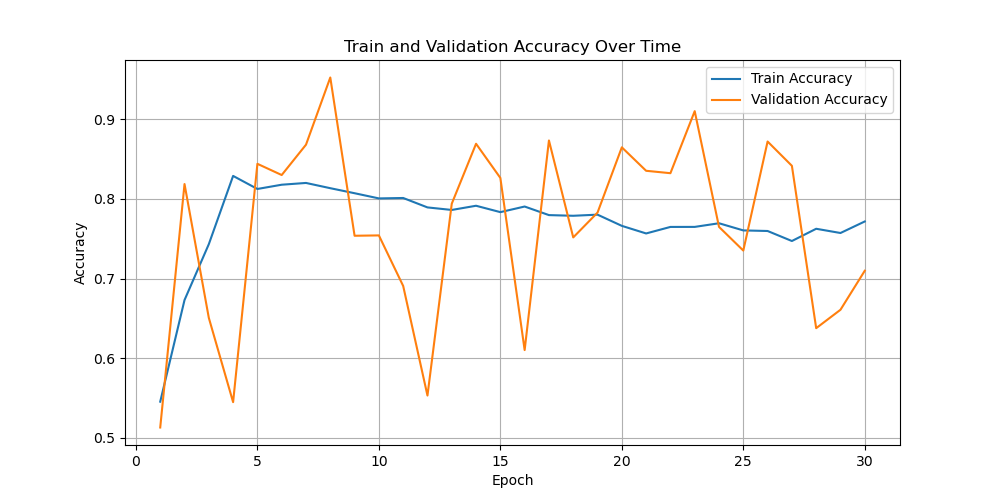 Train and Validation Accuracy Over Time
Train Accuracy
Validation Accuracy
Accuracy
0.9
0.8
0.7
0.6
0.5
0 5 10 15 20 25 30
Epoch